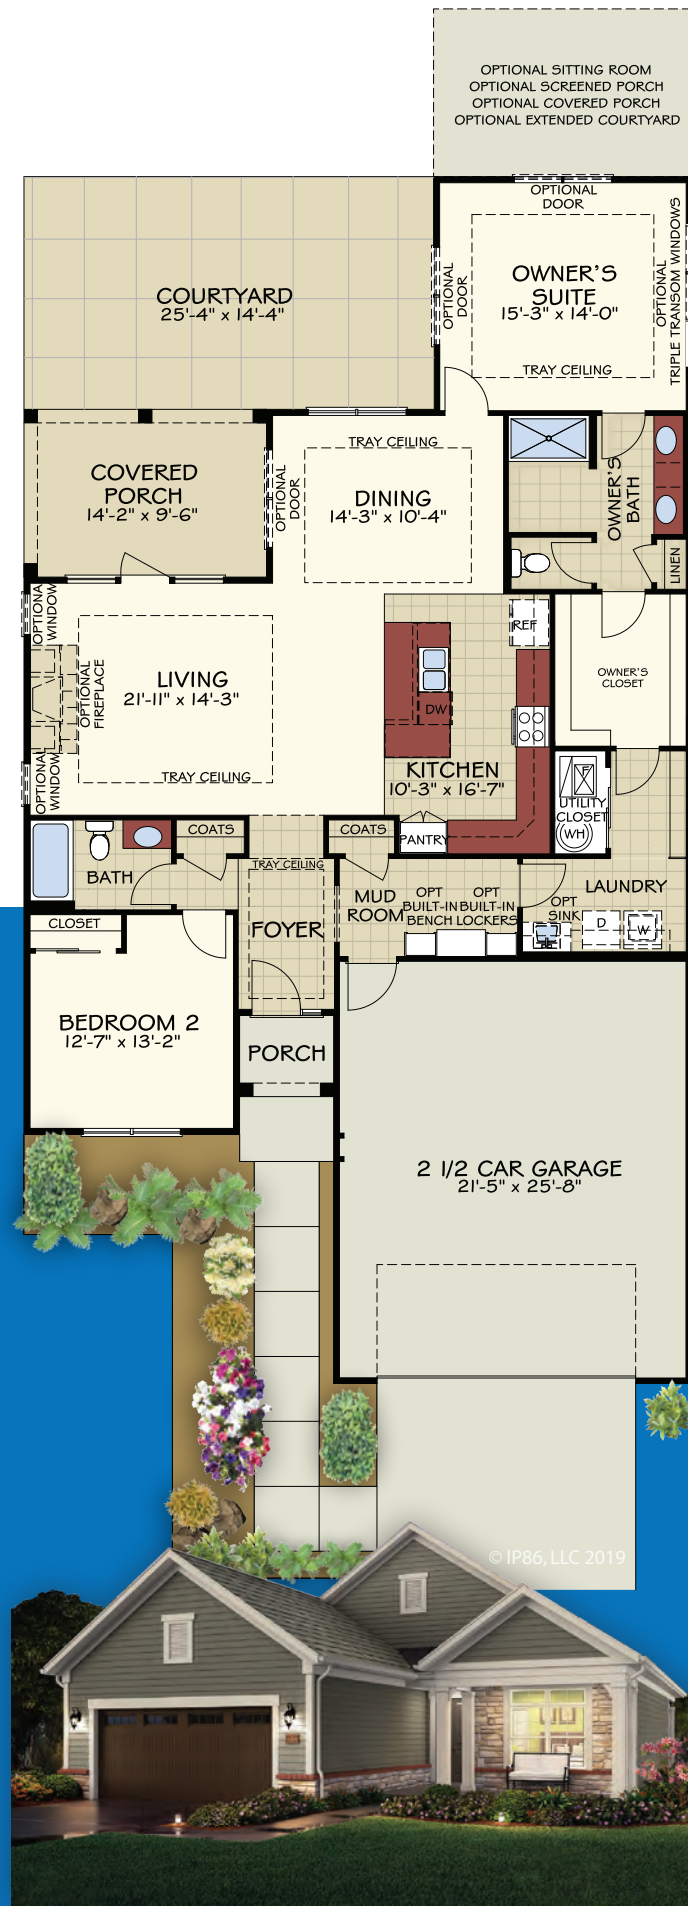 OPTIONAL SITTING ROOM
OPTIONAL SCREENED PORCH
OPTIONAL COVERED PORCH
OPTIONAL EXTENDED COURTYARD
OPTIONAL
DOOR
OPTIONAL
DOOR
OWNER'S
SUITE
15'-3" x 14'-0"
OPTIONAL
TRIPLE TRANSOM WINDOWS
TRAY CEILING
COURTYARD
25'-4" x 14'-4"
COVERED
PORCH
14'-2" x 9'-6"
OPTIONAL
DOOR
TRAY CEILING
DINING
14'-3" x 10'-4"
OWNER'S
BATH
LINEN
OPTIONAL
WINDOW
OPTIONAL
FIREPLACE
LIVING
21'-11" x 14'-3"
TRAY CEILING
OPTIONAL
WINDOW
REF
DW
KITCHEN
10'-3" x 16'-7"
PANTRY
OWNER'S
CLOSET
F
UTILITY
CLOSET
WH
BATH
COATS
COATS
TRAY CEILING
FOYER
MUD
ROOM
OPT
BUILT-IN
BENCH
OPT
BUILT-IN
LOCKERS
LAUNDRY
OPT
SINK
D
W
CLOSET
BEDROOM 2
12'-7" x 13'-2"
PORCH
2 1/2 CAR GARAGE
21'-5" x 25'-8"
© IP86, LLC 2019